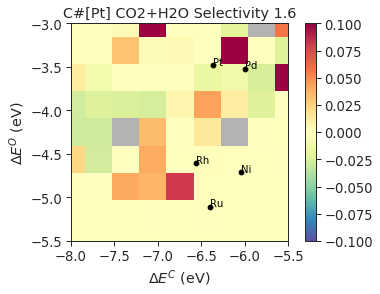 C#[Pt] CO2+H2O Selectivity 1.6
ΔE^O (eV)
−3.0
−3.5
−4.0
−4.5
−5.0
−5.5
Pt
Pd
Rh
Ni
Ru
−8.0 −7.5 −7.0 −6.5 −6.0 −5.5
ΔE^C (eV)
0.100
0.075
0.050
0.025
0.000
−0.025
−0.050
−0.075
−0.100